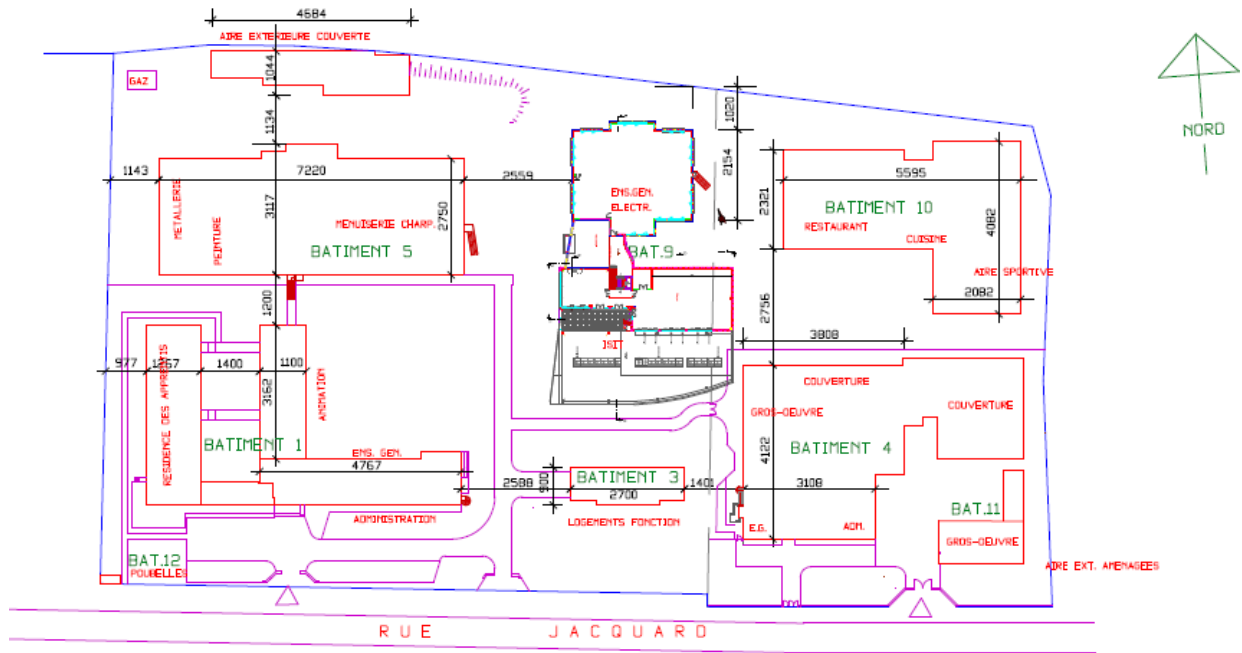 4684
AIRE EXTERIEURE COUVERTE
GAZ
1044
1134
1020
NORD
1143
7220
2559
2154
5595
METALLERIE
PEINTURE
3117
MENUISERIE CHARP.
2750
BATIMENT 5
ENS.GEN.
ELECTR.
BAT.9
2321
BATIMENT 10
RESTAURANT
CUISINE
4082
AIRE SPORTIVE
2082
1200
2756
3808
977
1267
1400
1100
3162
ANIMATION
RESIDENCE DES APPRENTIS
BATIMENT 1
ENS. GEN.
4767
ADMINISTRATION
ISIT
COUVERTURE
COUVERTURE
GROS-OEUVRE
BATIMENT 4
4122
BATIMENT 3
2588
900
2700
1401
3108
LOGEMENTS FONCTION
E.G.
ADM.
BAT.11
GROS-OEUVRE
BAT.12
POUBELLES
AIRE EXT. AMENAGEES
RUE JACQUARD